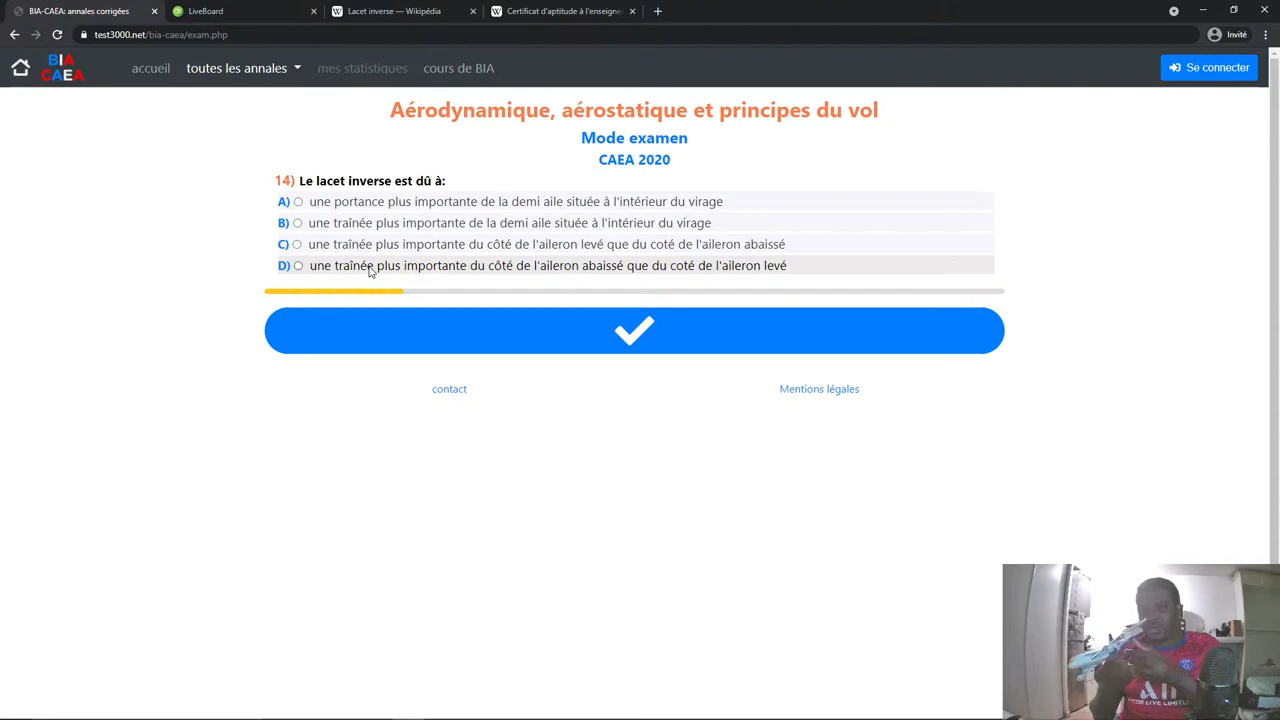 BIA-CAEA: annales corrigées
LiveBoard
Lacet inverse — Wikipédia
Certificat d'aptitude à l'enseigne
test3000.net/bia-caea/exam.php
Invité
BIA
CAEA
accueil
toutes les annales
mes statistiques
cours de BIA
Se connecter
Aérodynamique, aérostatique et principes du vol
Mode examen
CAEA 2020
14) Le lacet inverse est dû à:
A) une portance plus importante de la demi aile située à l'intérieur du virage
B) une traînée plus importante de la demi aile située à l'intérieur du virage
C) une traînée plus importante du côté de l'aileron levé que du coté de l'aileron abaissé
D) une traînée plus importante du côté de l'aileron abaissé que du coté de l'aileron levé
contact
Mentions légales